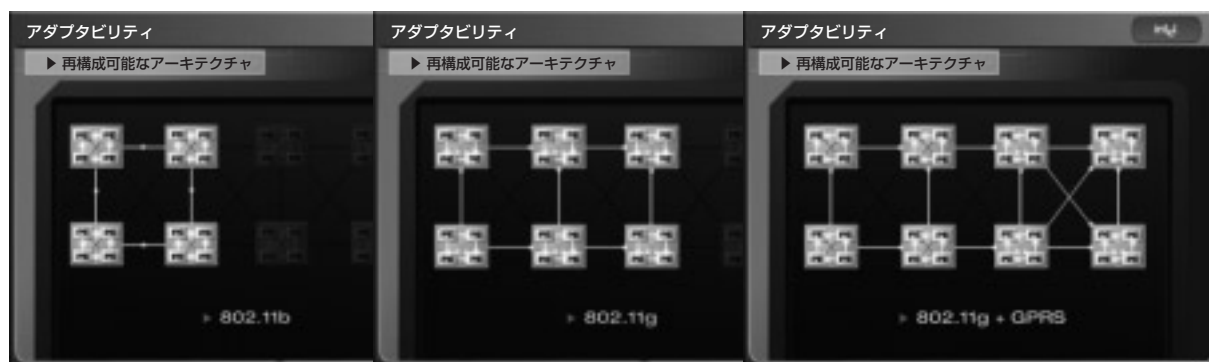 アダプタビリティ
▶ 再構成可能なアーキテクチャ
802.11b
アダプタビリティ
▶ 再構成可能なアーキテクチャ
802.11g
アダプタビリティ
intel
▶ 再構成可能なアーキテクチャ
802.11g + GPRS